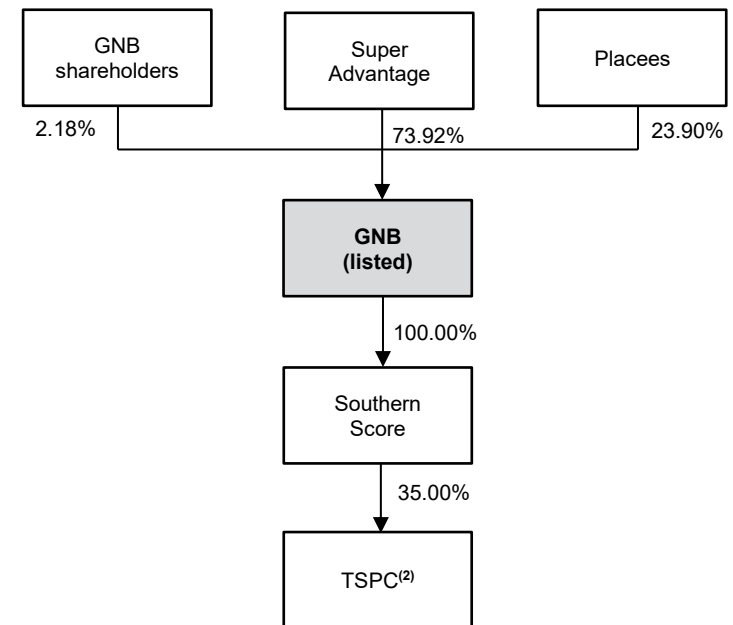 GNB
shareholders
Super
Advantage
Placees
2.18%
73.92%
23.90%
GNB
(listed)
100.00%
Southern
Score
35.00%
TSPC(2)